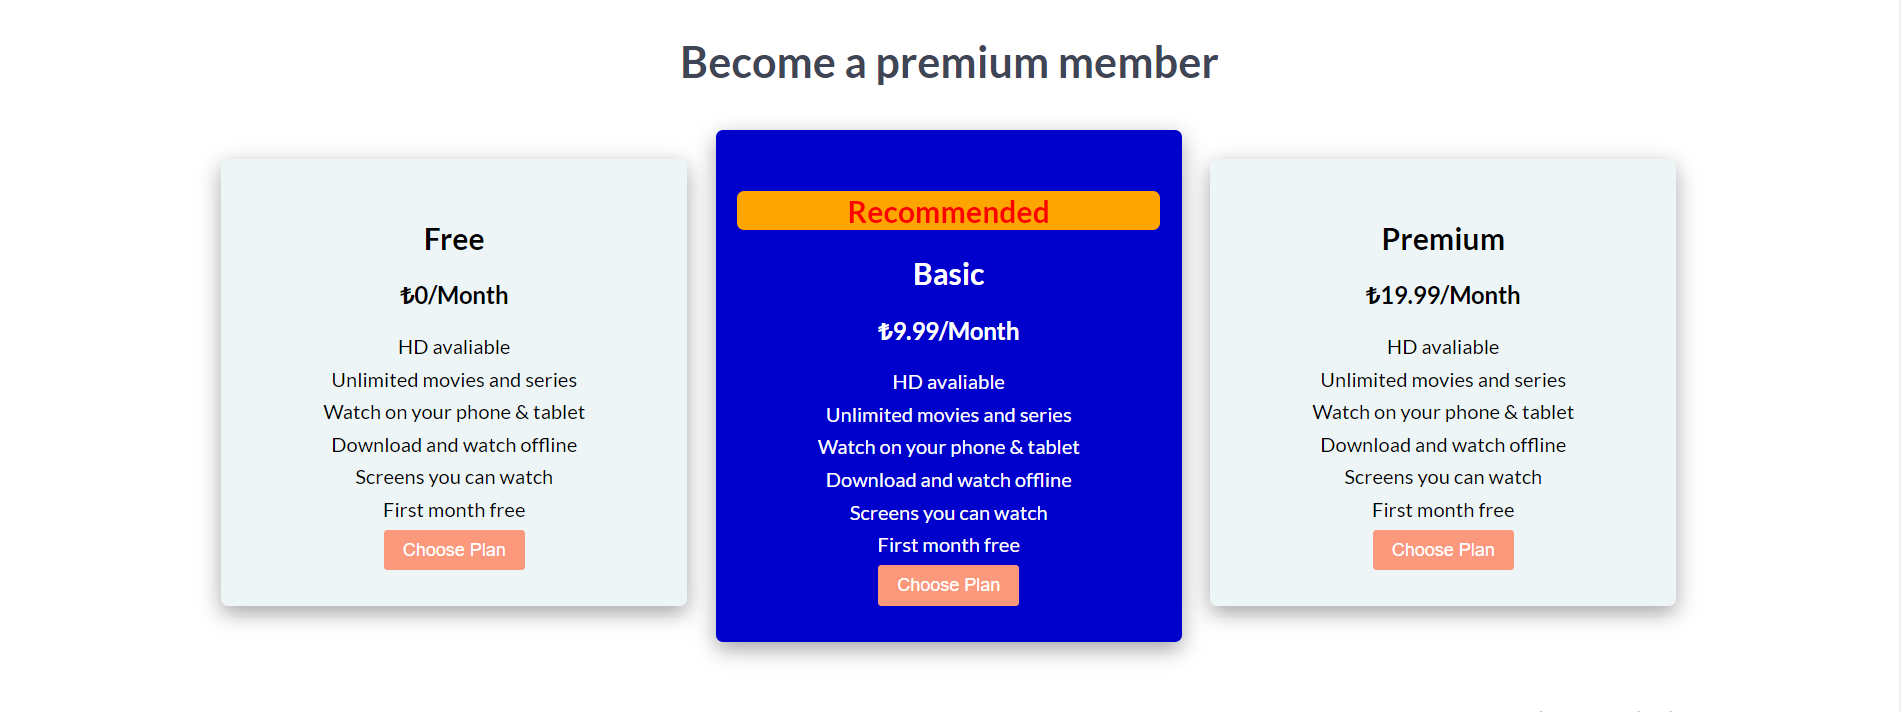 Become a premium member
Free
₺0/Month
HD avaliable
Unlimited movies and series
Watch on your phone & tablet
Download and watch offline
Screens you can watch
First month free
Choose Plan
Recommended
Basic
₺9.99/Month
HD avaliable
Unlimited movies and series
Watch on your phone & tablet
Download and watch offline
Screens you can watch
First month free
Choose Plan
Premium
₺19.99/Month
HD avaliable
Unlimited movies and series
Watch on your phone & tablet
Download and watch offline
Screens you can watch
First month free
Choose Plan